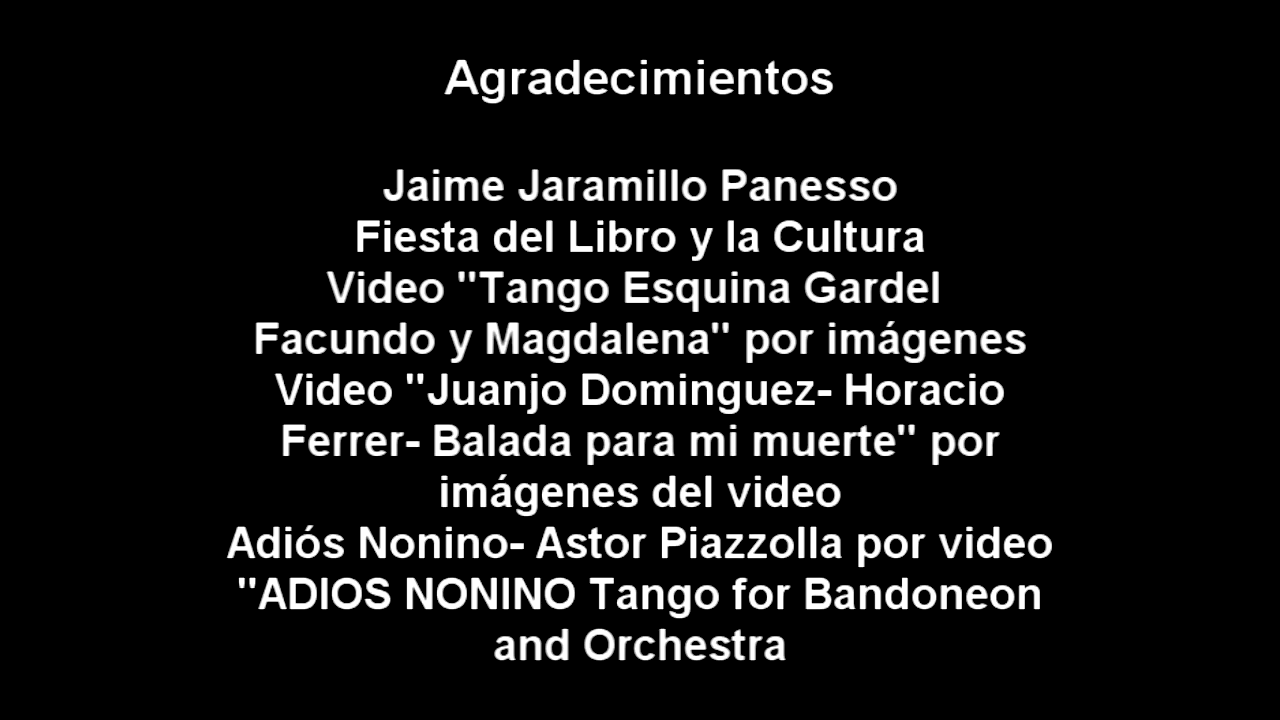 Agradecimientos
Jaime Jaramillo Panesso
Fiesta del Libro y la Cultura
Video "Tango Esquina Gardel
Facundo y Magdalena" por imágenes
Video "Juanjo Dominguez- Horacio
Ferrer- Balada para mi muerte" por
imágenes del video
Adiós Nonino- Astor Piazzolla por video
"ADIOS NONINO Tango for Bandoneon
and Orchestra